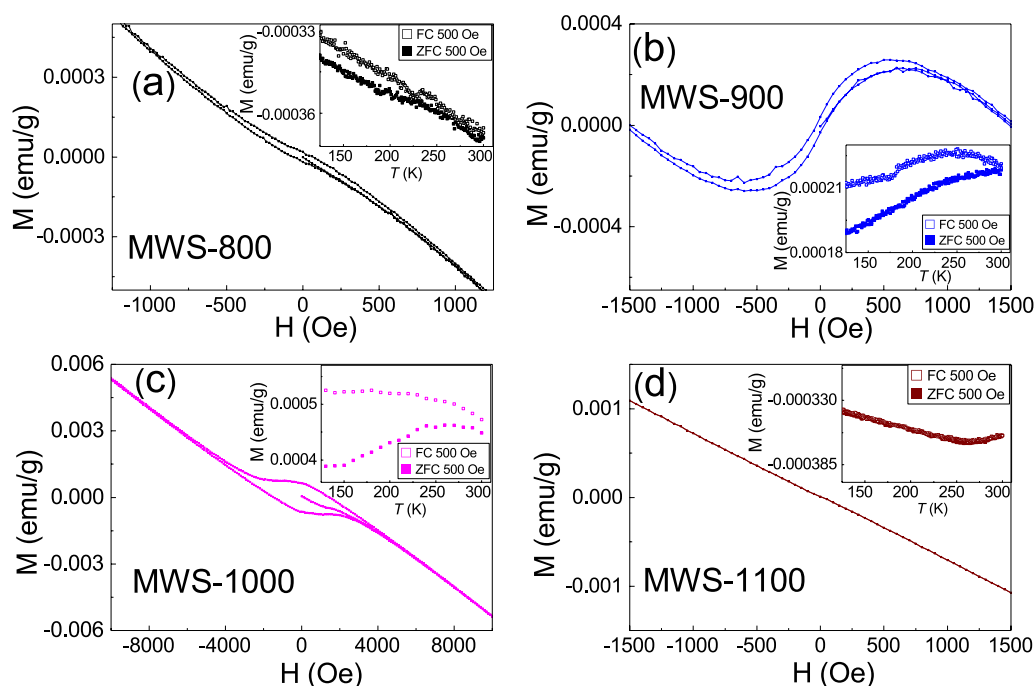 (a)
MWS-800
M (emu/g)
0.0003
0.0000
-0.0003
-1000 -500 0 500 1000
H (Oe)
M (emu/g)
-0.00033
-0.00036
150 200 250 300
T (K)
FC 500 Oe
ZFC 500 Oe
(b)
MWS-900
M (emu/g)
0.0004
0.0000
-0.0004
-1500 -1000 -500 0 500 1000 1500
H (Oe)
M (emu/g)
0.00021
0.00018
150 200 250 300
T (K)
FC 500 Oe
ZFC 500 Oe
(c)
MWS-1000
M (emu/g)
0.006
0.003
0.000
-0.003
-0.006
-8000 -4000 0 4000 8000
H (Oe)
M (emu/g)
0.0005
0.0004
150 200 250 300
T (K)
FC 500 Oe
ZFC 500 Oe
(d)
MWS-1100
M (emu/g)
0.001
0.000
-0.001
-1500 -1000 -500 0 500 1000 1500
H (Oe)
M (emu/g)
-0.000330
-0.000385
150 200 250 300
T (K)
FC 500 Oe
ZFC 500 Oe